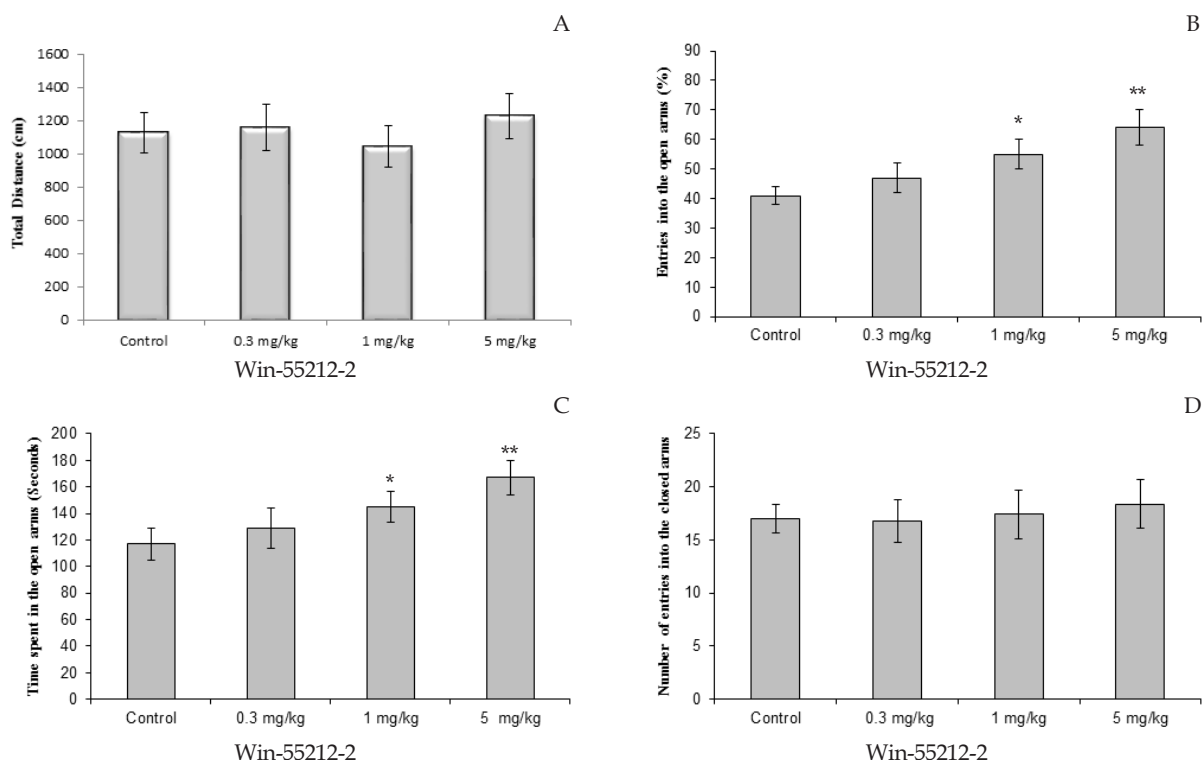 A
Total Distance (cm)
1600
1400
1200
1000
800
600
400
200
0
Control 0.3 mg/kg 1 mg/kg 5 mg/kg
Win-55212-2
B
Entries into the open arms (%)
90
80
70
60
50
40
30
20
10
0
*
**
Control 0.3 mg/kg 1 mg/kg 5 mg/kg
Win-55212-2
C
Time spent in the open arms (Seconds)
200
180
160
140
120
100
80
60
40
20
0
*
**
Control 0.3 mg/kg 1 mg/kg 5 mg/kg
Win-55212-2
D
Number of entries into the closed arms
25
20
15
10
5
0
Control 0.3 mg/kg 1 mg/kg 5 mg/kg
Win-55212-2